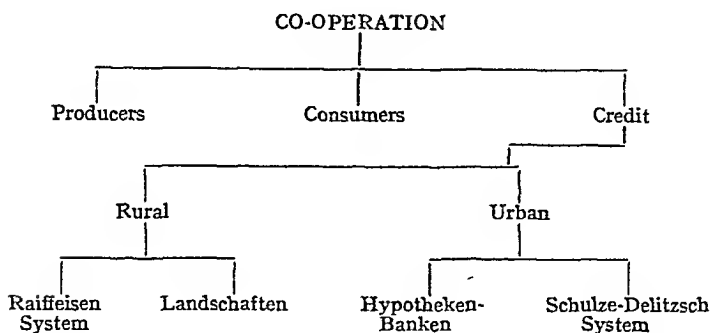 CO-OPERATION
Producers Consumers Credit
Rural Urban
Raiffeisen Landschaften Hypotheken- Schulze-Delitzsch
System Banken System